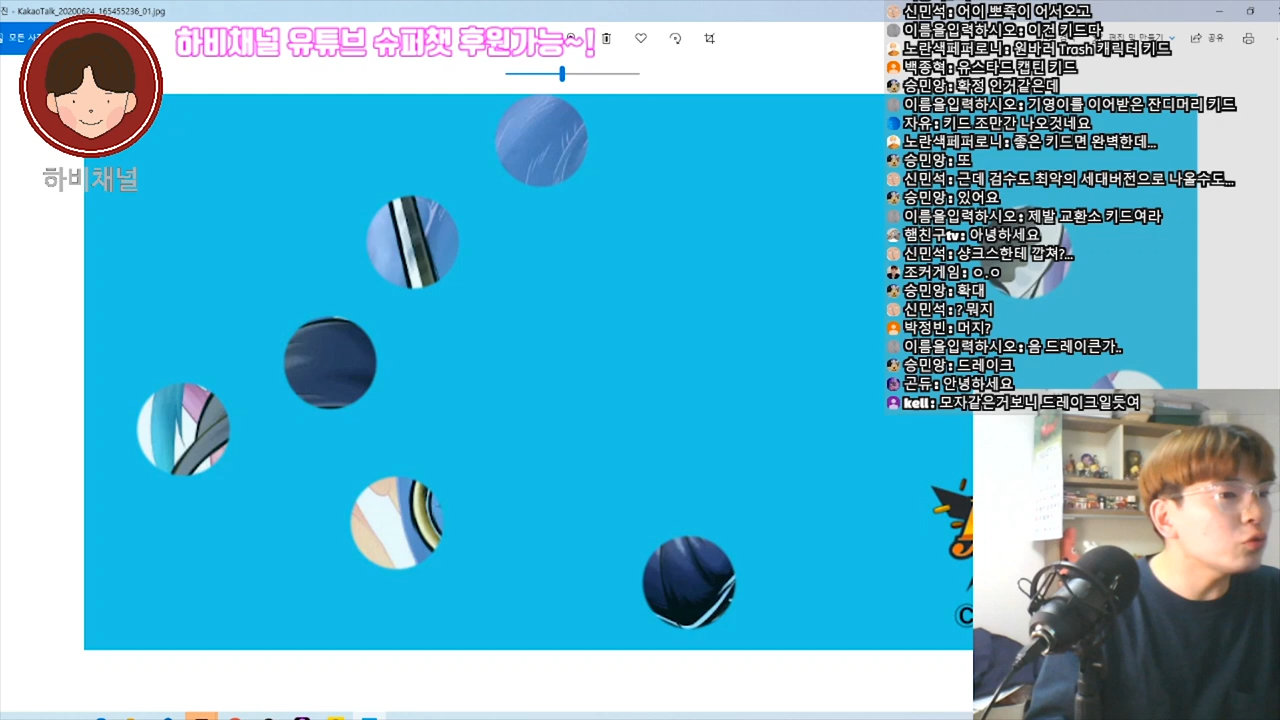 진 - KakaoTalk_20200624_165455236_01.jpg
하비채널 유튜브 슈퍼챗 후원가능~!
하비채널
공유
신민석: 어이 뽀쪽이 어서오고
이름을입력하시오: 이건 키드다
노란색페퍼로니: 원바리 Trash 캐릭터 키드
백종혁: 유스타드 캡틴 키드
승민앙: 확정 인거같은데
이름을입력하시오: 기영이를 이어받은 잔디머리 키드
자유: 키드 조만간 나오것네요
노란색페퍼로니: 좋은 키드면 완벽한데...
승민앙: 또
신민석: 근데 검수도 최악의 세대버전으로 나올수도...
승민앙: 있어요
이름을입력하시오: 제발 교환소 키드여라
햄친구tv: 아녕하세요
신민석: 샹크스한테 깝쳐?...
조커게임: ㅇ.ㅇ
승민앙: 확대
신민석: ? 뭐지
박정빈: 머지?
이름을입력하시오: 음 드레이큰가..
승민앙: 드레이크
곤듀: 안녕하세요
kell: 모자같은거보니 드레이크일듯여